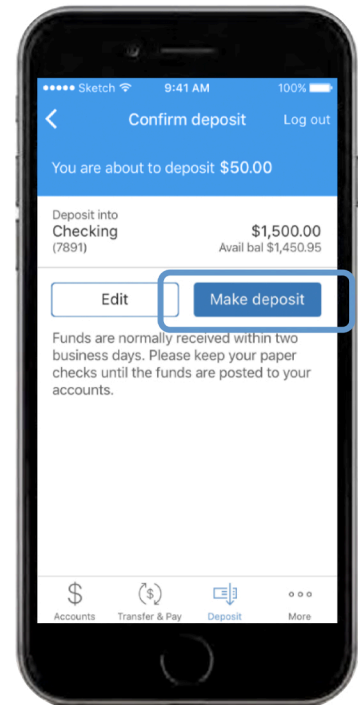 Sketch 9:41 AM 100%
Confirm deposit Log out
You are about to deposit $50.00
Deposit into
Checking $1,500.00
(7891) Avail bal $1,450.95
Edit Make deposit
Funds are normally received within two
business days. Please keep your paper
checks until the funds are posted to your
accounts.
$ ($)
Accounts Transfer & Pay Deposit More